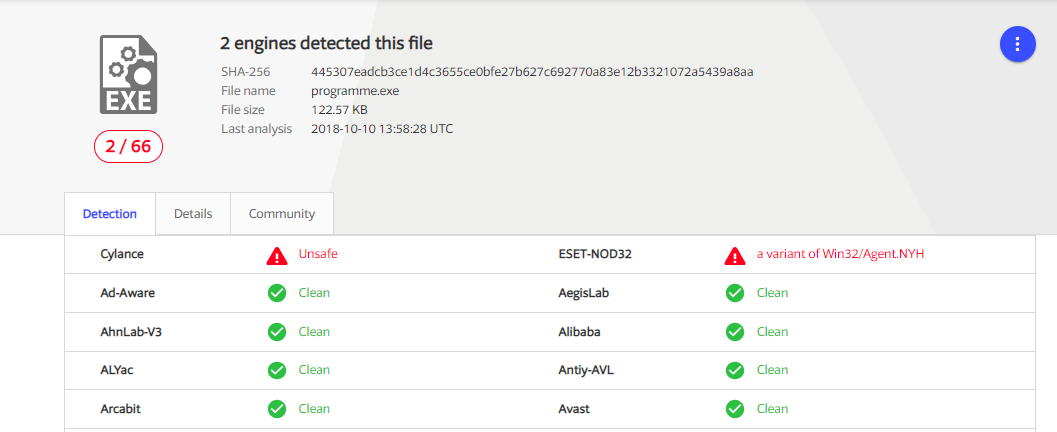 2 engines detected this file
SHA-256 445307eadcb3ce1d4c3655ce0bfe27b627c692770a83e12b3321072a5439a8aa
File name programme.exe
File size 122.57 KB
Last analysis 2018-10-10 13:58:28 UTC
EXE
2 / 66
Detection Details Community
Cylance Unsafe ESET-NOD32 a variant of Win32/Agent.NYH
Ad-Aware Clean AegisLab Clean
AhnLab-V3 Clean Alibaba Clean
ALYac Clean Antiy-AVL Clean
Arcabit Clean Avast Clean